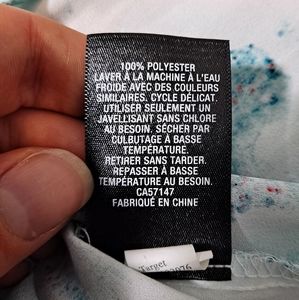 100% POLYESTER
LAVER À LA MACHINE À L'EAU
FROIDE AVEC DES COULEURS
SIMILAIRES. CYCLE DÉLICAT.
UTILISER SEULEMENT UN
JAVELLISANT SANS CHLORE
AU BESOIN. SÉCHER PAR
CULBUTAGE À BASSE
TEMPÉRATURE.
RETIRER SANS TARDER.
REPASSER À BASSE
TEMPÉRATURE AU BESOIN.
CA57147
FABRIQUÉ EN CHINE
Target